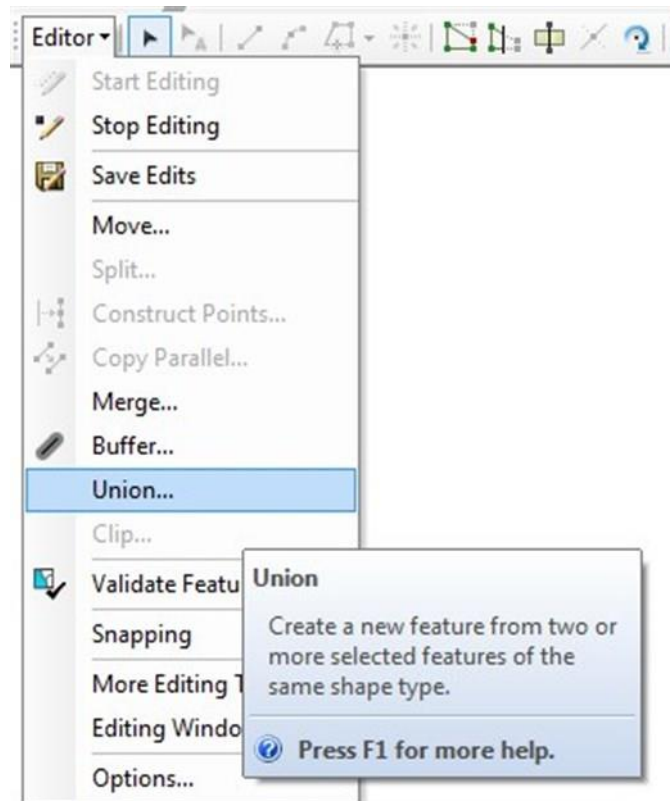 Editor
Start Editing
Stop Editing
Save Edits
Move...
Split...
Construct Points...
Copy Parallel...
Merge...
Buffer...
Union...
Clip...
Validate Featu
Union
Create a new feature from two or
more selected features of the
same shape type.
Press F1 for more help.
Snapping
More Editing
Editing Windo
Options...